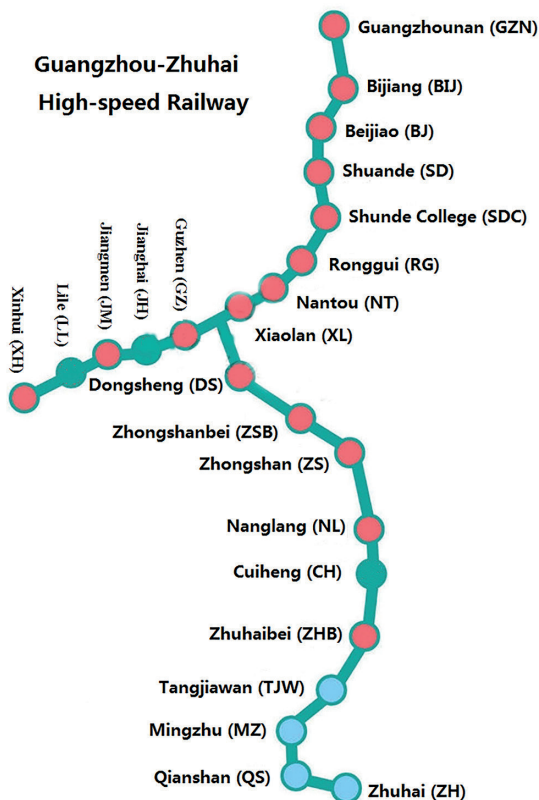 Guangzhou-Zhuhai
High-speed Railway
Guangzhounan (GZN)
Bijiang (BIJ)
Beijiao (BJ)
Shuande (SD)
Shunde College (SDC)
Ronggui (RG)
Nantou (NT)
Xiaolan (XL)
Guzhen (GZ)
Jianghai (JH)
Jiangmen (JM)
Lile (LL)
Xinhui (XH)
Dongsheng (DS)
Zhongshanbei (ZSB)
Zhongshan (ZS)
Nanglang (NL)
Cuiheng (CH)
Zhuhaibei (ZHB)
Tangjiawan (TJW)
Mingzhu (MZ)
Qianshan (QS)
Zhuhai (ZH)